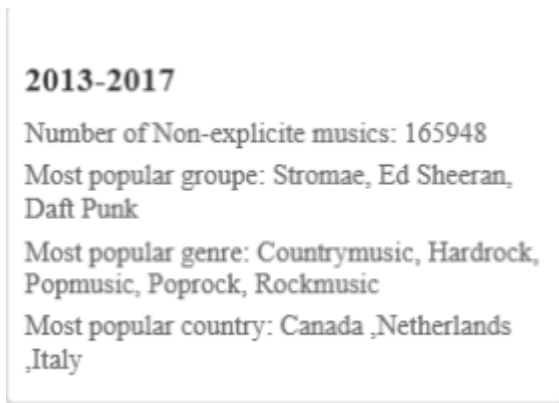 2013-2017
Number of Non-explicite musics: 165948
Most popular groupe: Stromae, Ed Sheeran,
Daft Punk
Most popular genre: Countrymusic, Hardrock,
Popmusic, Poprock, Rockmusic
Most popular country: Canada ,Netherlands
,Italy